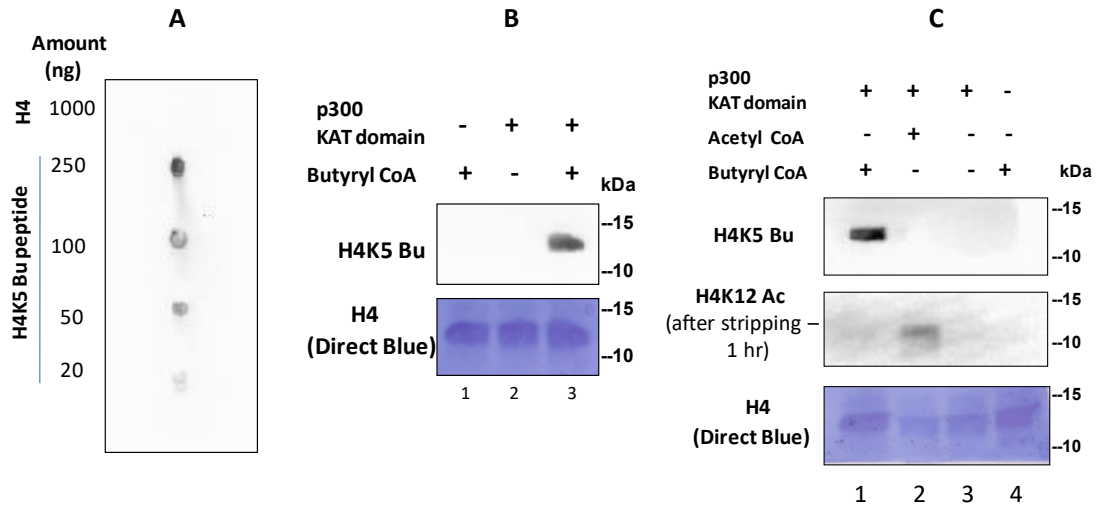 A
Amount
(ng)
H4
1000
H4K5 Bu peptide
250
100
50
20
B
p300
KAT domain
- + +
Butyryl CoA
+ - +
kDa
H4K5 Bu
--15
--10
H4
(Direct Blue)
--15
--10
1 2 3
C
p300
KAT domain
+ + + -
Acetyl CoA
- + - -
Butyryl CoA
+ - - +
kDa
H4K5 Bu
--15
--10
H4K12 Ac
(after stripping –
1 hr)
--15
--10
H4
(Direct Blue)
--15
--10
1 2 3 4